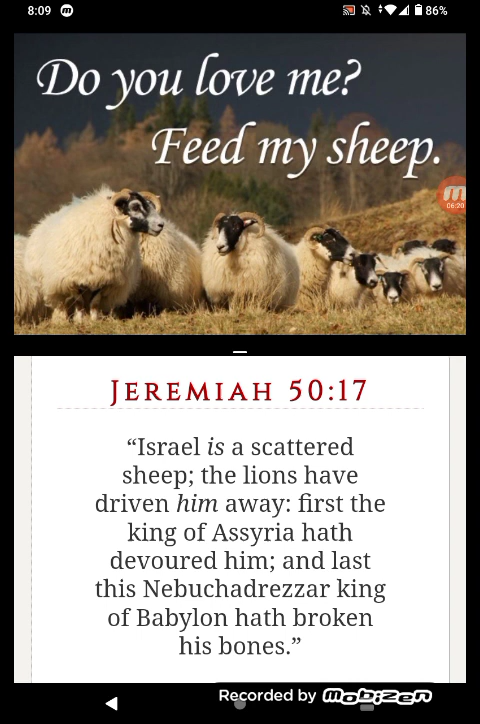 8:09
86%
Do you love me?
Feed my sheep.
06:20
JEREMIAH 50:17
“Israel is a scattered
sheep; the lions have
driven him away: first the
king of Assyria hath
devoured him; and last
this Nebuchadrezzar king
of Babylon hath broken
his bones.”
Recorded by Mobizen